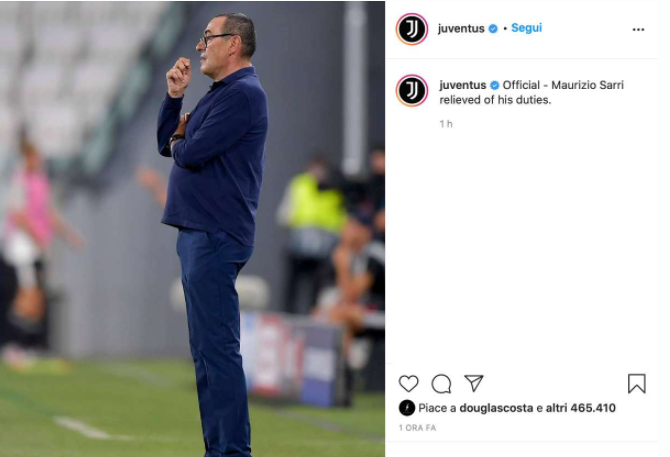 juventus • Segui
juventus Official - Maurizio Sarri
relieved of his duties.
1 h
Piace a douglascosta e altri 465.410
1 ORA FA